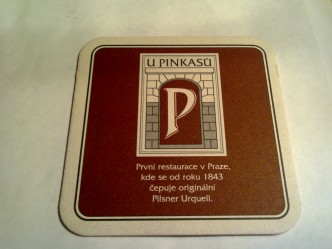 U PINKASŮ
P
První restaurace v Praze,
kde se od roku 1843
čepuje originální
Pilsner Urquell.